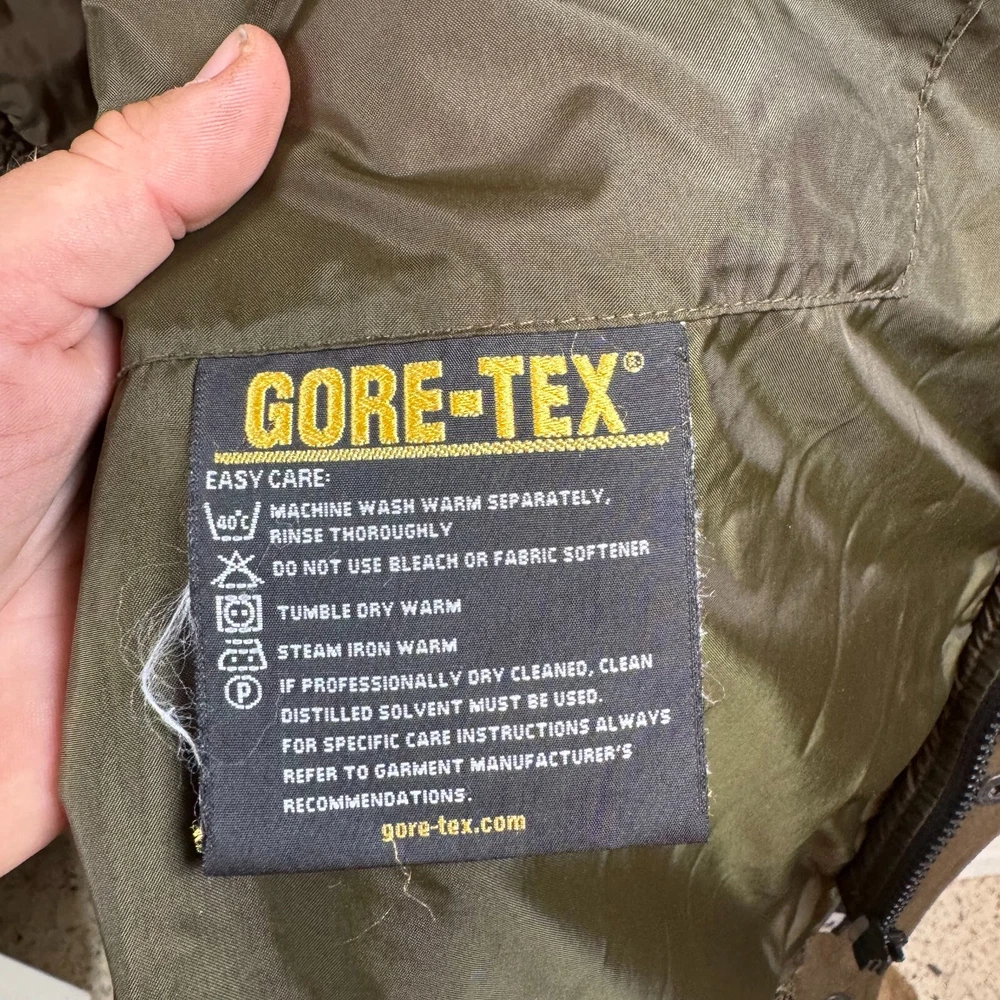 GORE-TEX®
EASY CARE:
40°C MACHINE WASH WARM SEPARATELY,
RINSE THOROUGHLY
DO NOT USE BLEACH OR FABRIC SOFTENER
TUMBLE DRY WARM
STEAM IRON WARM
P IF PROFESSIONALLY DRY CLEANED, CLEAN
DISTILLED SOLVENT MUST BE USED.
FOR SPECIFIC CARE INSTRUCTIONS ALWAYS
REFER TO GARMENT MANUFACTURER'S
RECOMMENDATIONS.
gore-tex.com